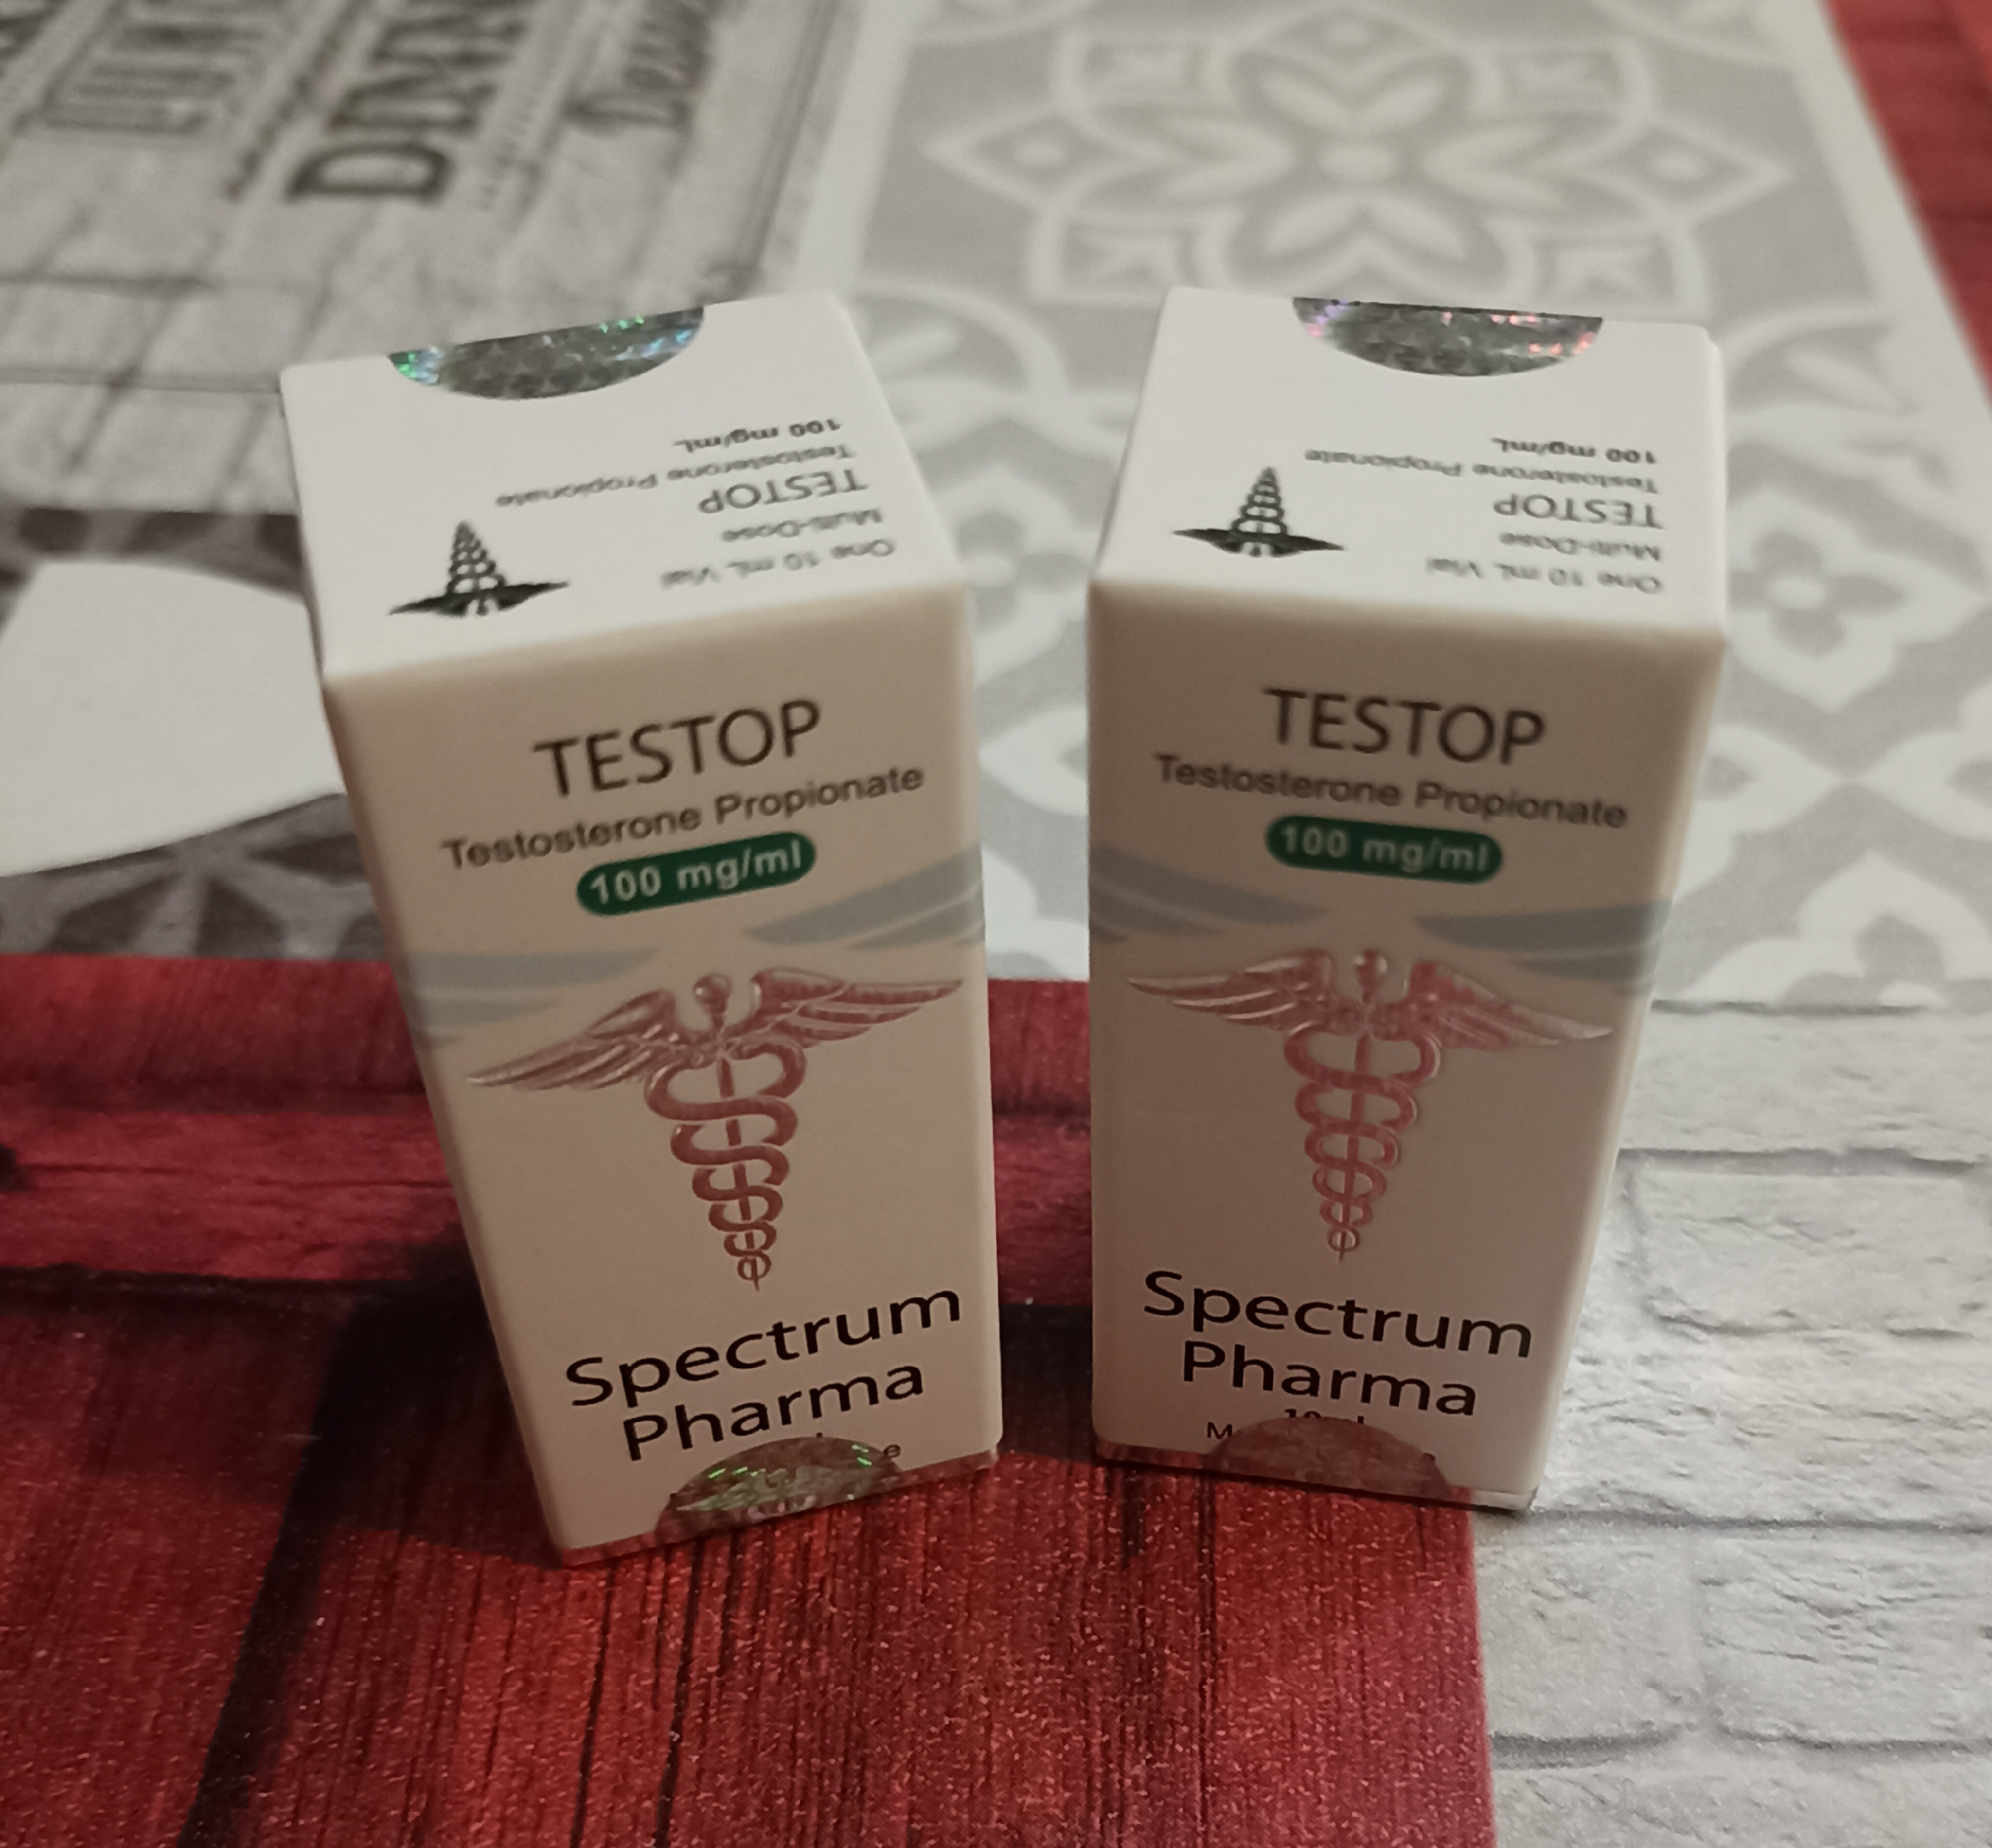 100 mg/mL
Testosterone Propionate
TESTOP
Multi-Dose
One 10 mL Vial
TESTOP
Testosterone Propionate
100 mg/ml
Spectrum
Pharma
100 mg/mL
Testosterone Propionate
TESTOP
Multi-Dose
One 10 mL Vial
TESTOP
Testosterone Propionate
100 mg/ml
Spectrum
Pharma